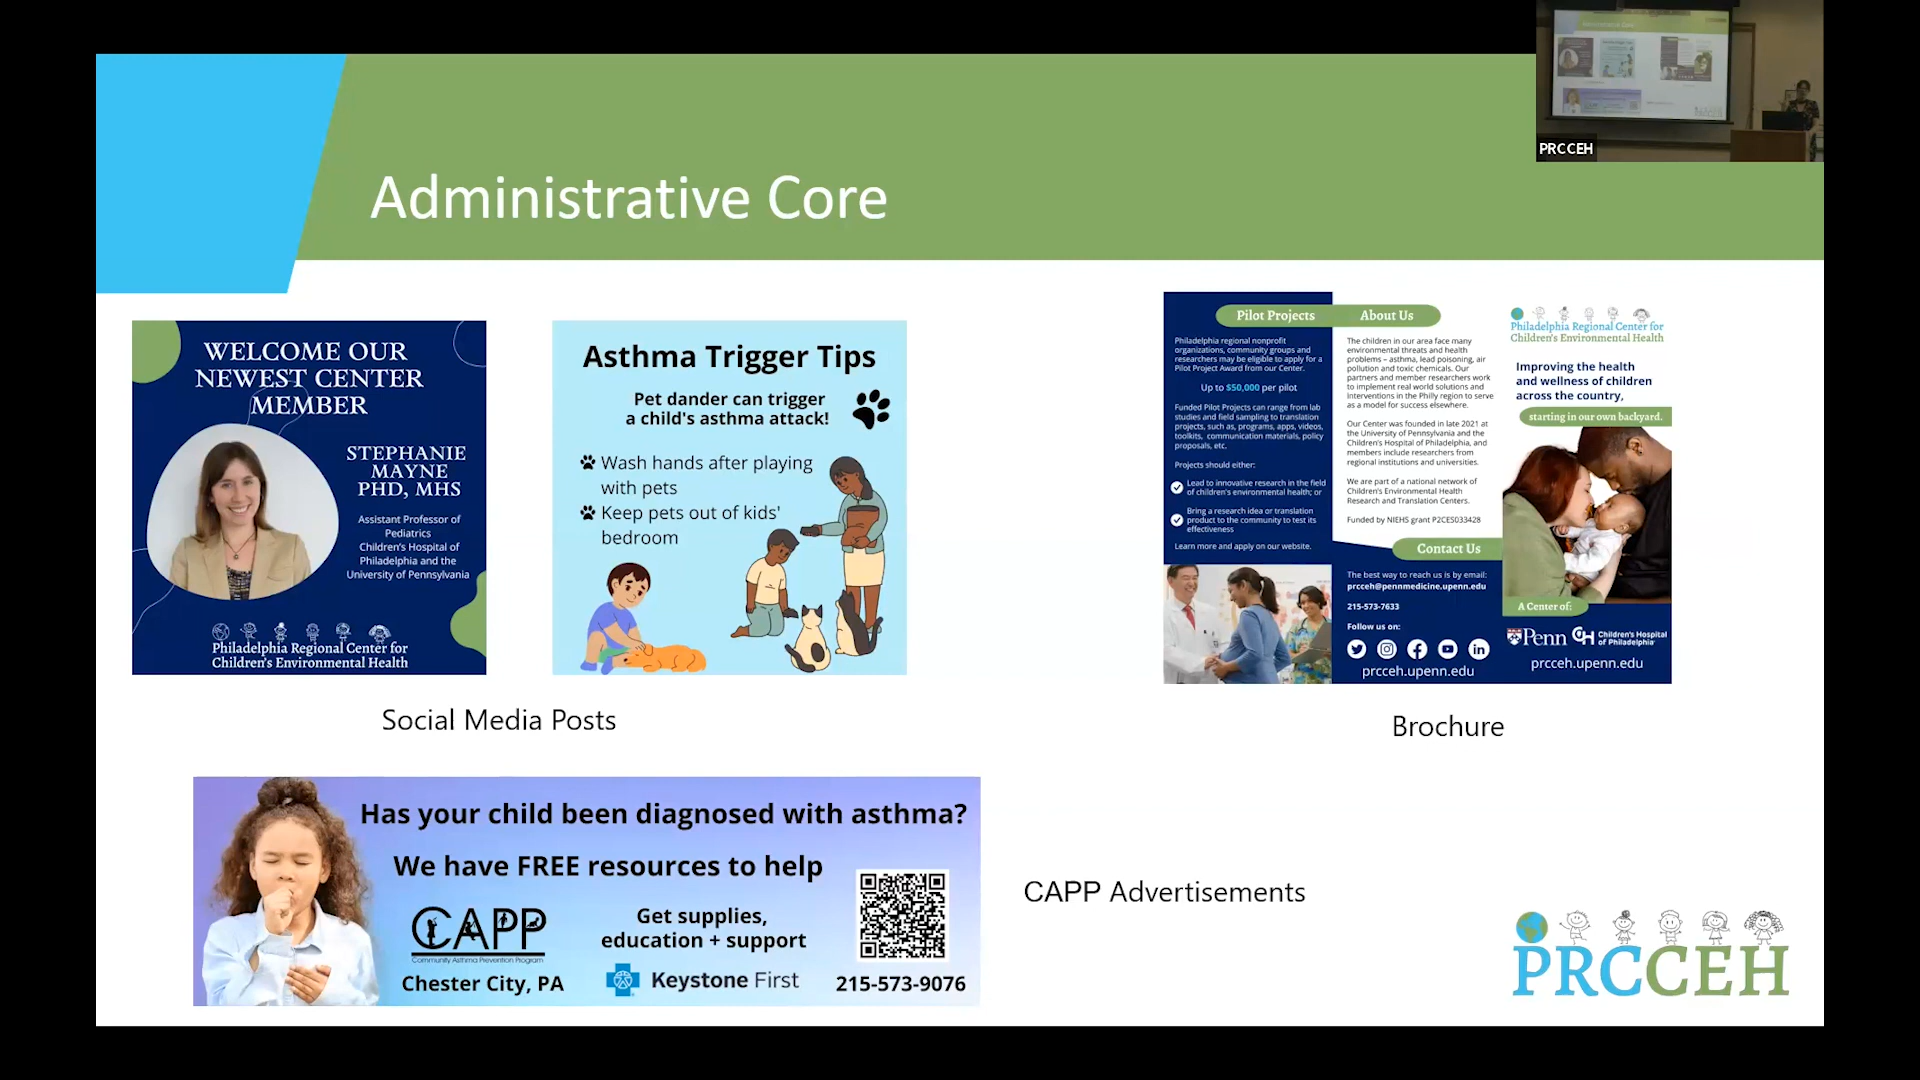 PRCCEH
Administrative Core
WELCOME OUR
NEWEST CENTER
MEMBER
STEPHANIE
MAYNE
PHD, MHS
Assistant Professor of
Pediatrics
Children's Hospital of
Philadelphia and the
University of Pennsylvania
Philadelphia Regional Center for
Children's Environmental Health
Asthma Trigger Tips
Pet dander can trigger
a child's asthma attack!
Wash hands after playing
with pets
Keep pets out of kids'
bedroom
Social Media Posts
Pilot Projects
Philadelphia regional nonprofit
organizations, community groups and
researchers may be eligible to apply for a
Pilot Project Award from our Center.
Up to $50,000 per pilot
Funded Pilot Projects can range from lab
studies and field sampling to translation
projects, such as, programs, apps, videos,
toolkits, communication materials, policy
proposals, etc.
Projects should either:
Lead to innovative research in the field
of children's environmental health; or
Bring a research idea or translation
product to the community to test its
effectiveness
Learn more and apply on our website.
About Us
The children in our area face many
environmental threats and health
problems – asthma, lead poisoning, air
pollution and toxic chemicals. Our
partners and member researchers work
to implement real world solutions and
interventions in the Philly region to serve
as a model for success elsewhere.
Our Center was founded in late 2021 at
the University of Pennsylvania and the
Children's Hospital of Philadelphia, and
members include researchers from
regional institutions and universities.
We are part of a national network of
Children's Environmental Health
Research and Translation Centers.
Funded by NIEHS grant P2CES033428
Contact Us
The best way to reach us is by email:
prcceh@pennmedicine.upenn.edu
215-573-7633
Follow us on:
in
prcceh.upenn.edu
Philadelphia Regional Center for
Children's Environmental Health
Improving the health
and wellness of children
across the country,
starting in our own backyard.
A Center of:
Penn CH Children's Hospital
of Philadelphia
prcceh.upenn.edu
Brochure
Has your child been diagnosed with asthma?
We have FREE resources to help
CAPP
Community Asthma Prevention Program
Chester City, PA
Get supplies,
education + support
Keystone First
215-573-9076
CAPP Advertisements
PRCCEH